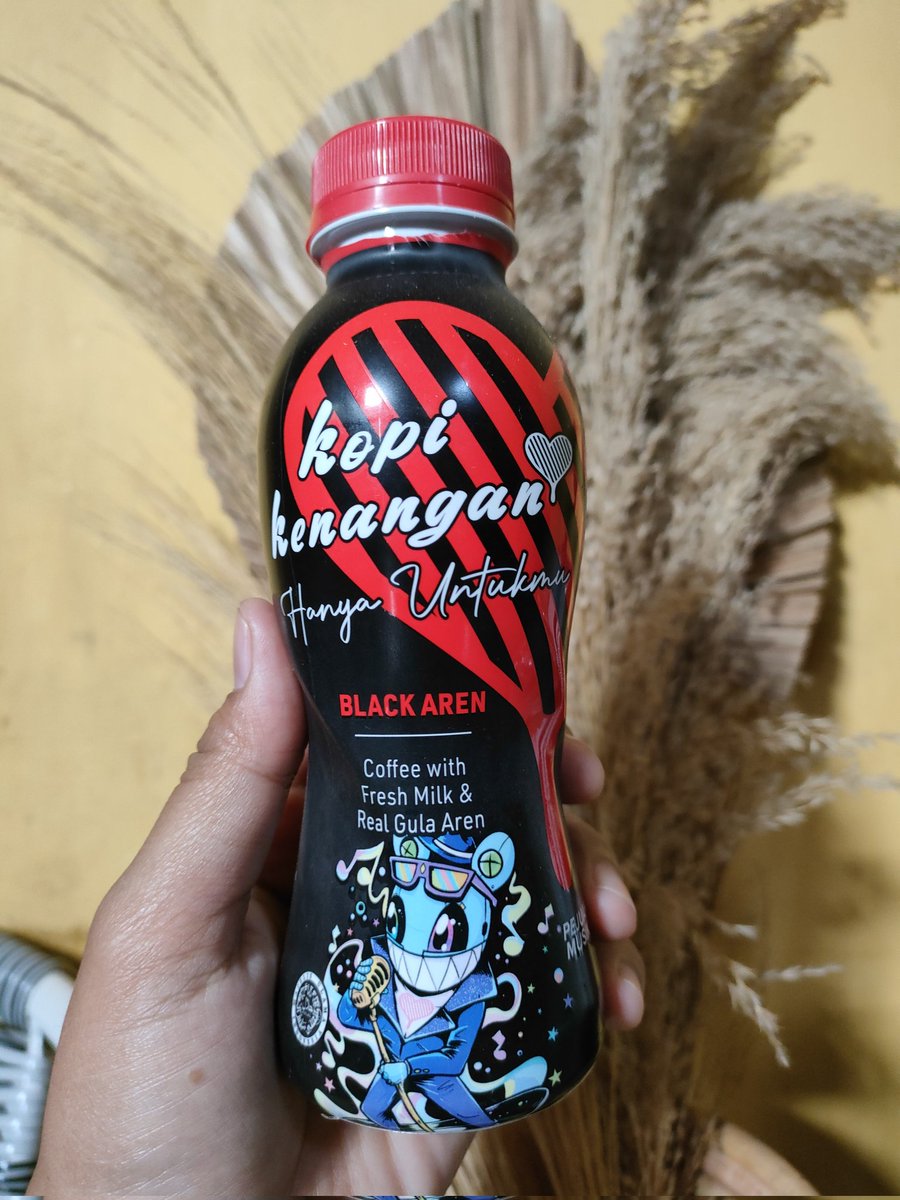 kopi
kenangan
Hanya Untukmu
BLACK AREN
Coffee with
Fresh Milk &
Real Gula Aren